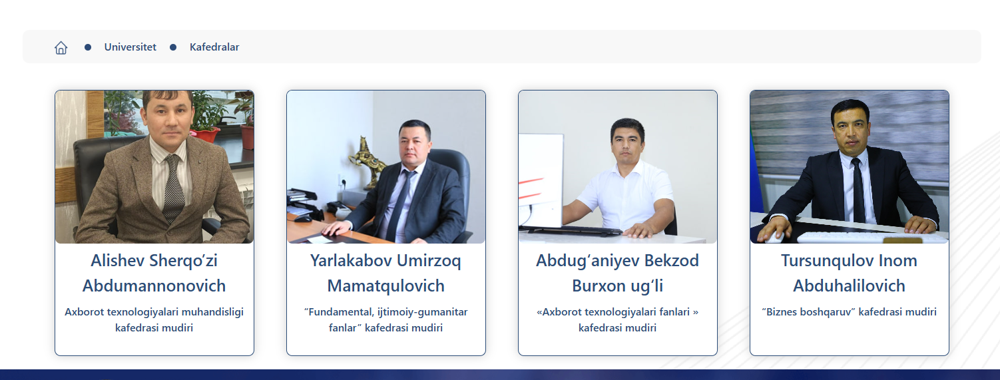 Universitet Kafedralar
Alishev Sherqo‘zi
Abdumannonovich
Axborot texnologiyalari muhandisligi
kafedrasi mudiri
Yarlakabov Umirzoq
Mamatqulovich
“Fundamental, ijtimoiy-gumanitar
fanlar” kafedrasi mudiri
Abdug‘aniyev Bekzod
Burxon ug‘li
«Axborot texnologiyalari fanlari »
kafedrasi mudiri
Tursunqulov Inom
Abduhalilovich
“Biznes boshqaruv” kafedrasi mudiri